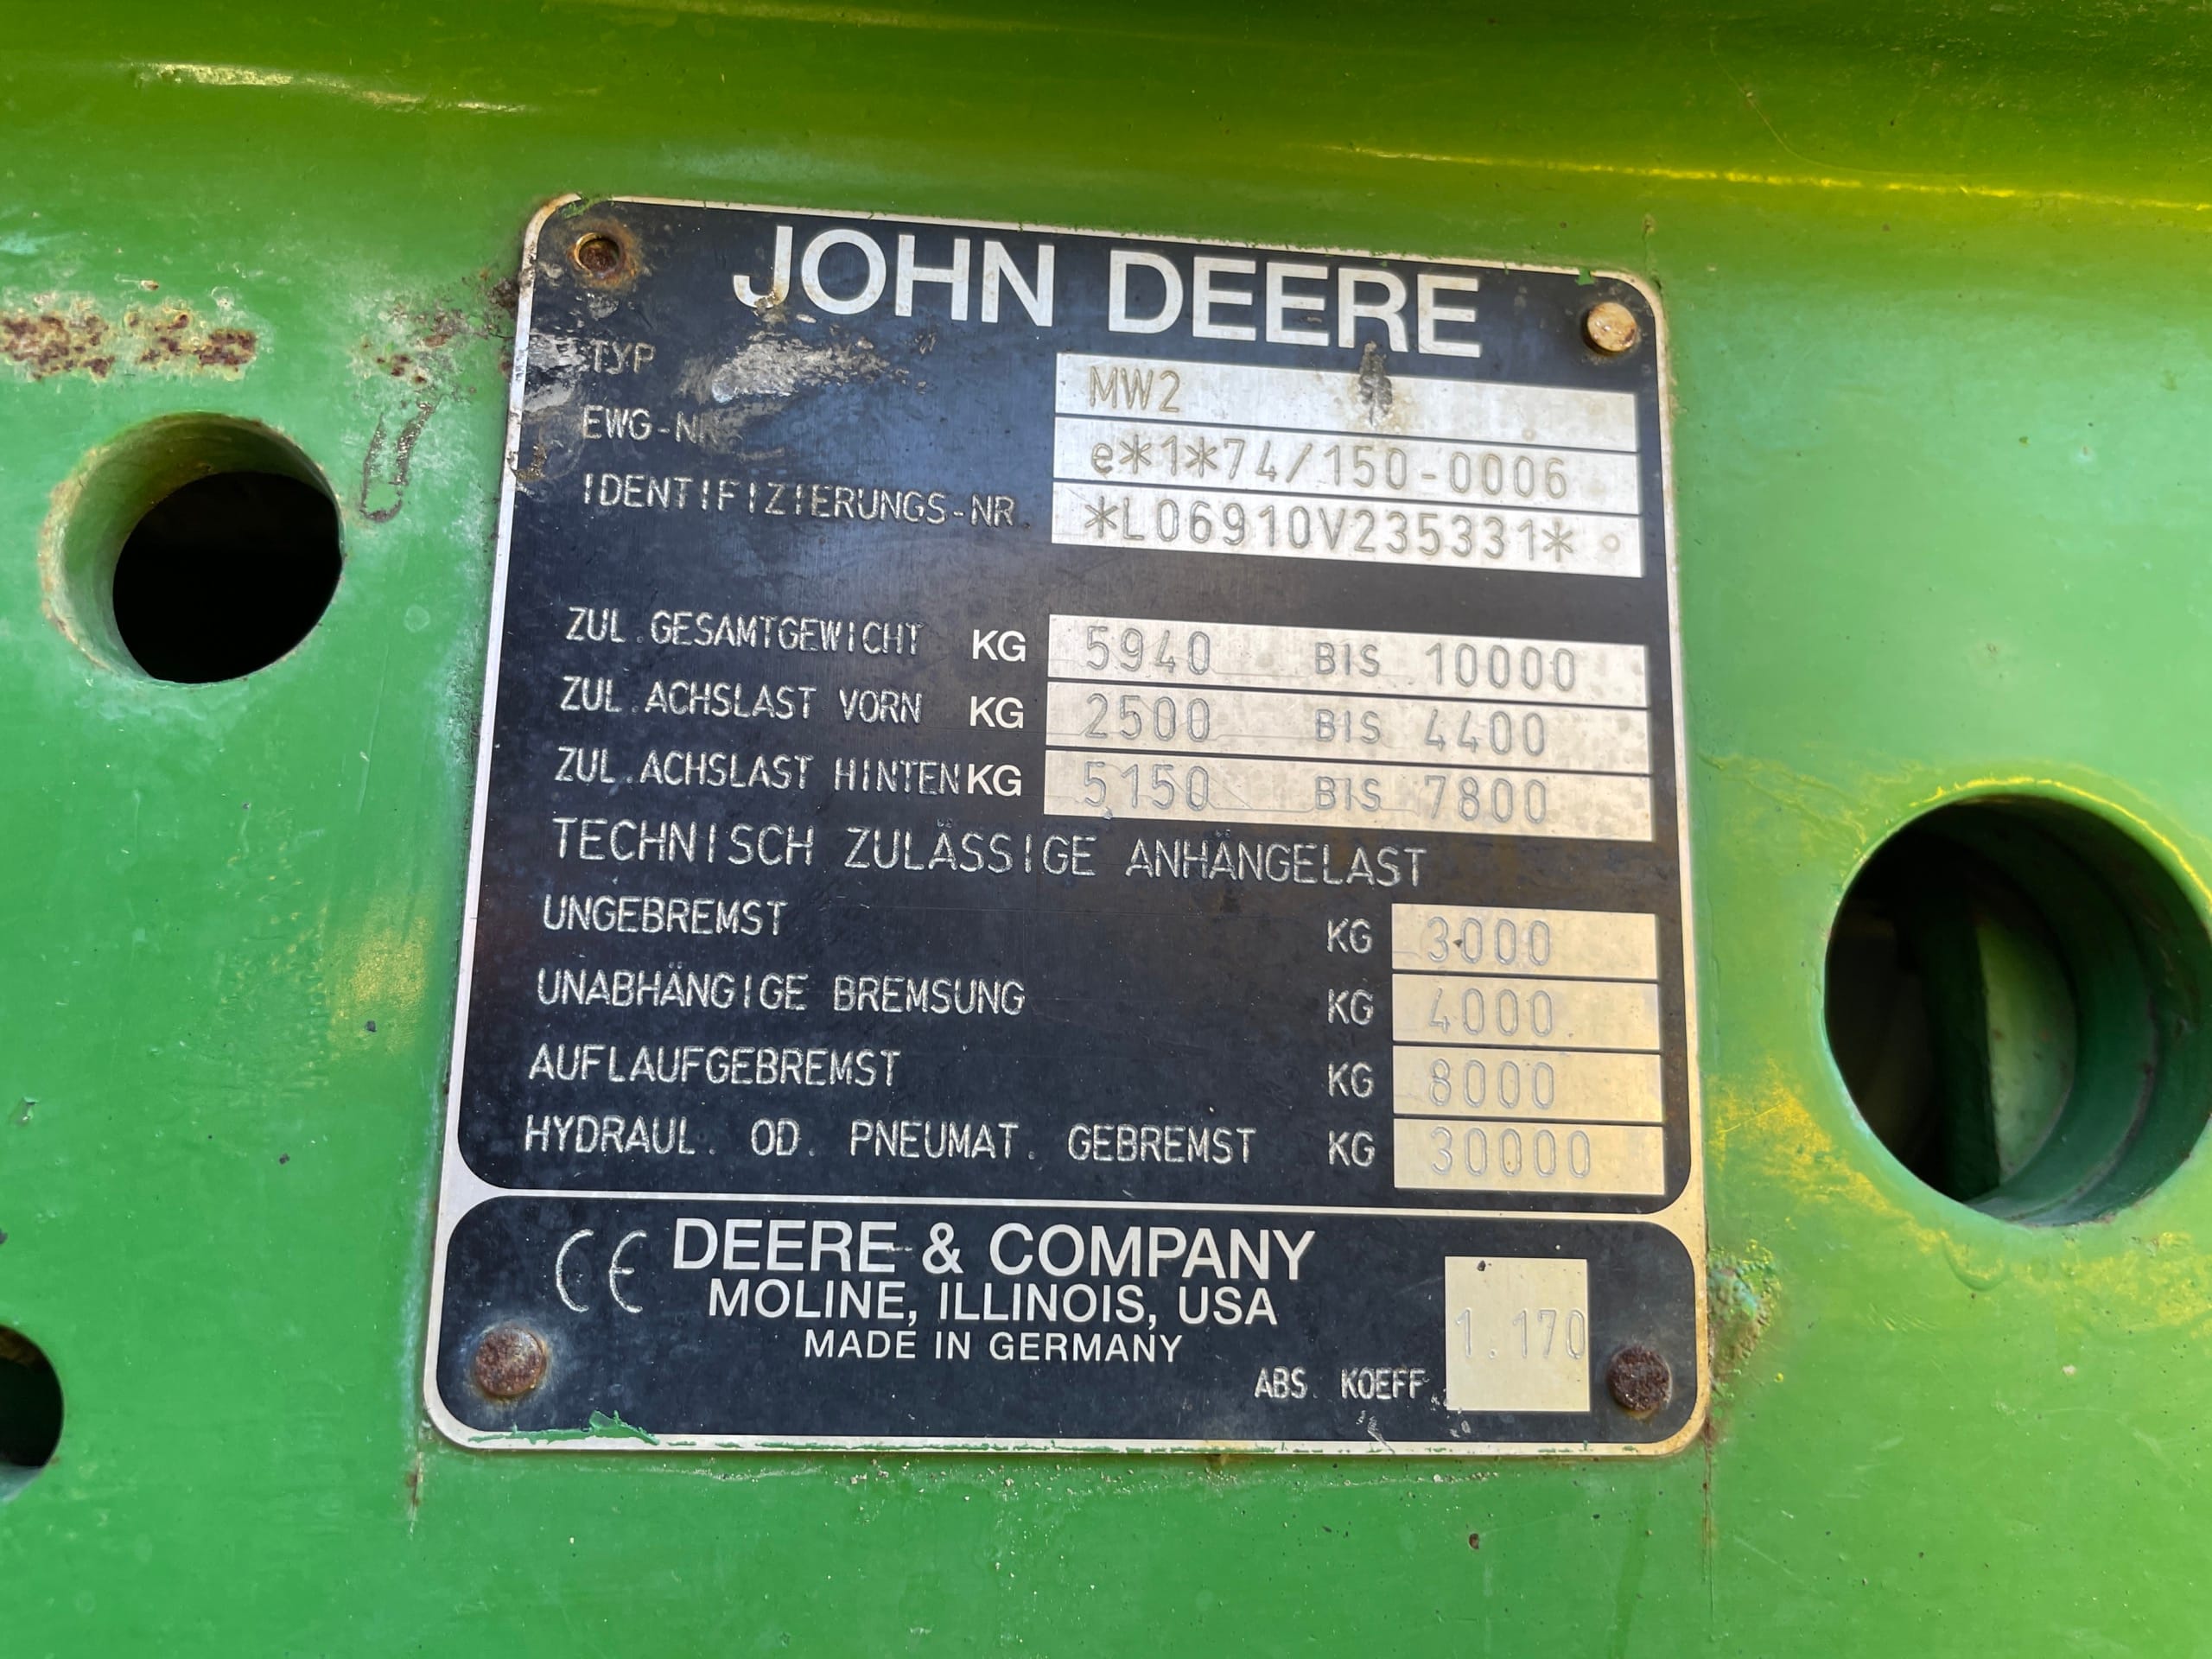 JOHN DEERE
TYP MW2
EWG-NR. e*1*74/150-0006
IDENTIFIZIERUNGS-NR. *L06910V235331*
ZUL.GESAMTGEWICHT KG 5940 BIS 10000
ZUL.ACHSLAST VORN KG 2500 BIS 4400
ZUL.ACHSLAST HINTEN KG 5150 BIS 7800
TECHNISCH ZULÄSSIGE ANHÄNGELAST
UNGEBREMST KG 3000
UNABHÄNGIGE BREMSUNG KG 4000
AUFLAUFGEBREMST KG 8000
HYDRAUL. OD. PNEUMAT. GEBREMST KG 30000
CE DEERE & COMPANY
MOLINE, ILLINOIS, USA
MADE IN GERMANY
ABS. KOEFF. 1.170